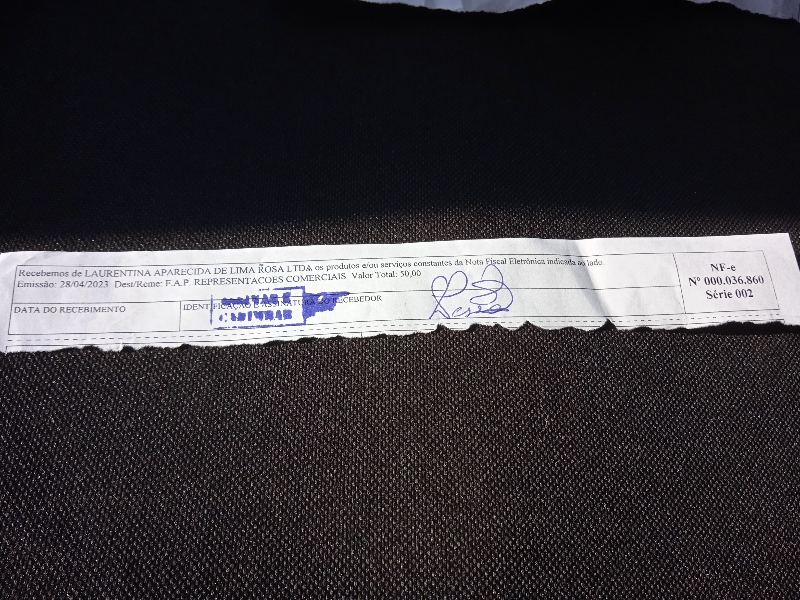 Recebemos de LAURENTINA APARECIDA DE LIMA ROSA LTDA os produtos e/ou serviços constantes da Nota Fiscal Eletrônica indicada ao lado.
Emissão: 28/04/2023 Dest/Reme: F.A.P REPRESENTACOES COMERCIAIS Valor Total: 50,00
DATA DO RECEBIMENTO
IDENTIFICAÇÃO E ASSINATURA DO RECEBEDOR
NF-e
Nº 000.036.860
Série 002